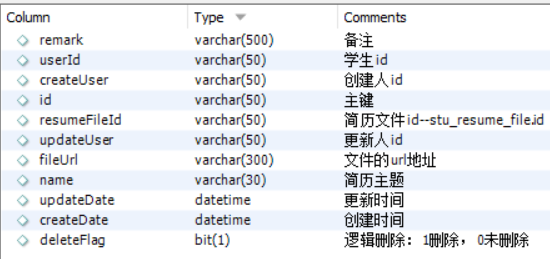 Column Type Comments
remark varchar(500) 备注
userId varchar(50) 学生id
createUser varchar(50) 创建人id
id varchar(50) 主键
resumeFileId varchar(50) 简历文件id--stu_resume_file.id
updateUser varchar(50) 更新人id
fileUrl varchar(300) 文件的url地址
name varchar(30) 简历主题
updateDate datetime 更新时间
createDate datetime 创建时间
deleteFlag bit(1) 逻辑删除：1删除，0未删除